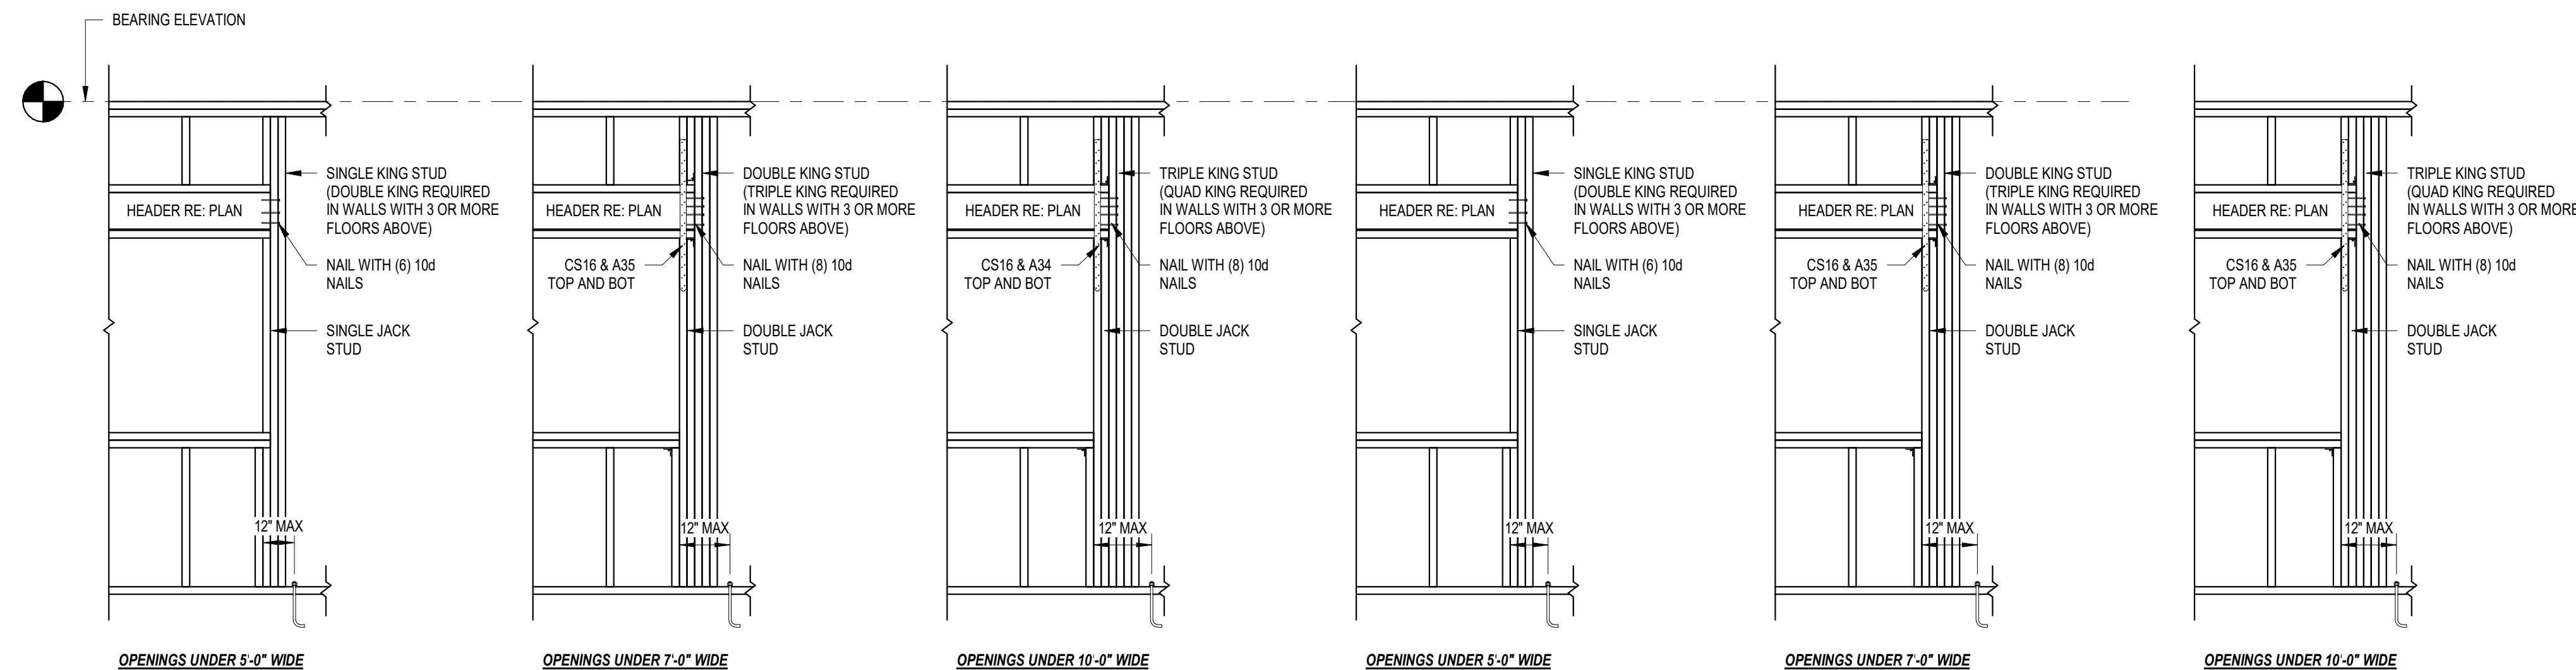 BEARING ELEVATION
SINGLE KING STUD
(DOUBLE KING REQUIRED
IN WALLS WITH 3 OR MORE
FLOORS ABOVE)
HEADER RE: PLAN
NAIL WITH (6) 10d
NAILS
SINGLE JACK
STUD
12" MAX
OPENINGS UNDER 5'-0" WIDE
DOUBLE KING STUD
(TRIPLE KING REQUIRED
IN WALLS WITH 3 OR MORE
FLOORS ABOVE)
HEADER RE: PLAN
CS16 & A35
TOP AND BOT
NAIL WITH (8) 10d
NAILS
DOUBLE JACK
STUD
12" MAX
OPENINGS UNDER 7'-0" WIDE
TRIPLE KING STUD
(QUAD KING REQUIRED
IN WALLS WITH 3 OR MORE
FLOORS ABOVE)
HEADER RE: PLAN
CS16 & A34
TOP AND BOT
NAIL WITH (8) 10d
NAILS
DOUBLE JACK
STUD
12" MAX
OPENINGS UNDER 10'-0" WIDE
SINGLE KING STUD
(DOUBLE KING REQUIRED
IN WALLS WITH 3 OR MORE
FLOORS ABOVE)
HEADER RE: PLAN
NAIL WITH (6) 10d
NAILS
SINGLE JACK
STUD
12" MAX
OPENINGS UNDER 5'-0" WIDE
DOUBLE KING STUD
(TRIPLE KING REQUIRED
IN WALLS WITH 3 OR MORE
FLOORS ABOVE)
HEADER RE: PLAN
CS16 & A35
TOP AND BOT
NAIL WITH (8) 10d
NAILS
DOUBLE JACK
STUD
12" MAX
OPENINGS UNDER 7'-0" WIDE
TRIPLE KING STUD
(QUAD KING REQUIRED
IN WALLS WITH 3 OR MORE
FLOORS ABOVE)
HEADER RE: PLAN
CS16 & A35
TOP AND BOT
NAIL WITH (8) 10d
NAILS
DOUBLE JACK
STUD
12" MAX
OPENINGS UNDER 10'-0" WIDE